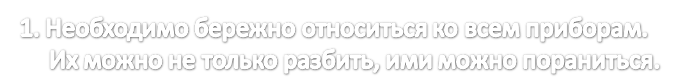 1. Необходимо бережно относиться ко всем приборам.
Их можно не только разбить, ими можно пораниться.